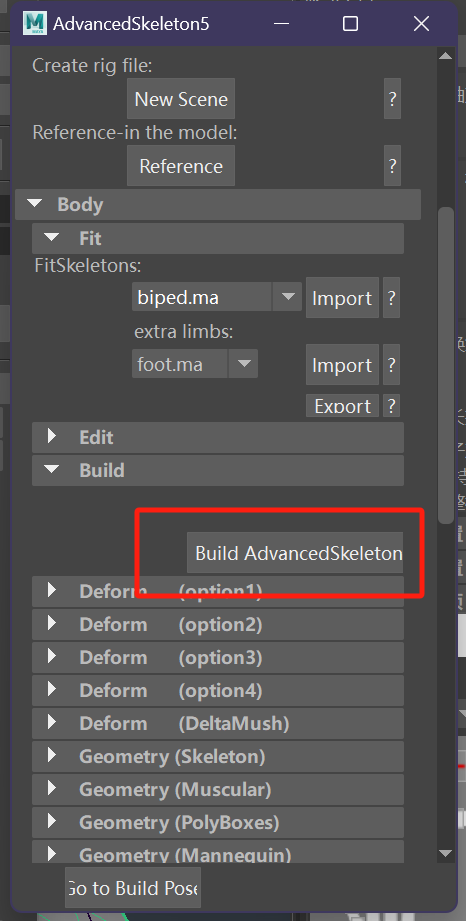 AdvancedSkeleton5
Create rig file:
New Scene ?
Reference-in the model:
Reference ?
Body
Fit
FitSkeletons:
biped.ma Import ?
extra limbs:
foot.ma Import ?
Export ?
Edit
Build
Build AdvancedSkeleton
Deform (option1)
Deform (option2)
Deform (option3)
Deform (option4)
Deform (DeltaMush)
Geometry (Skeleton)
Geometry (Muscular)
Geometry (PolyBoxes)
Geometry (Mannequin)
Go to Build Pose